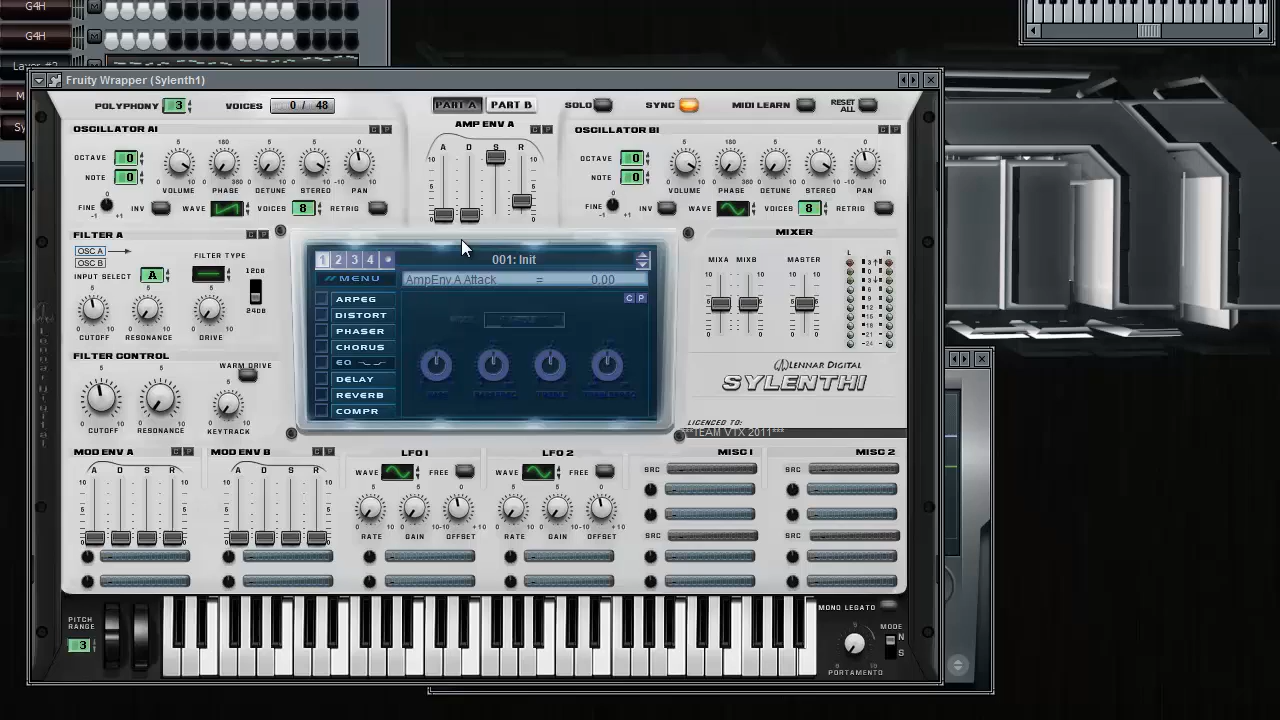 G4H
M
G4H
M
Layer #2
M
Sy
Fruity Wrapper (Sylenth1)
POLYPHONY 3 VOICES 0 / 48 PART A PART B SOLO SYNC MIDI LEARN RESET ALL
OSCILLATOR A1 C P
OCTAVE 0
NOTE 0
VOLUME PHASE DETUNE STEREO PAN
FINE INV WAVE VOICES 8 RETRIG
AMP ENV A C P
A D S R
OSCILLATOR B1 C P
OCTAVE 0
NOTE 0
VOLUME PHASE DETUNE STEREO PAN
FINE INV WAVE VOICES 8 RETRIG
FILTER A C P
OSC A
OSC B
FILTER TYPE
INPUT SELECT A
12DB
24DB
CUTOFF RESONANCE DRIVE
FILTER CONTROL
WARM DRIVE
CUTOFF RESONANCE KEYTRACK
1 2 3 4
001: Init
MENU
AmpEnv A Attack = 0.00
C P
ARPEG
DISTORT
PHASER
CHORUS
EQ
DELAY
REVERB
COMPR
MIXER
MIXA MIXB MASTER L R
LENNAR DIGITAL
SYLENTH1
LICENCED TO:
***TEAM VTX 2011***
MOD ENV A C P
A D S R
MOD ENV B C P
A D S R
LFO 1
WAVE FREE
RATE GAIN OFFSET
LFO 2
WAVE FREE
RATE GAIN OFFSET
MISC 1
SRC
SRC
MISC 2
SRC
SRC
Lennar Digital
PITCH RANGE
3
MONO LEGATO
MODE
N
S
PORTAMENTO